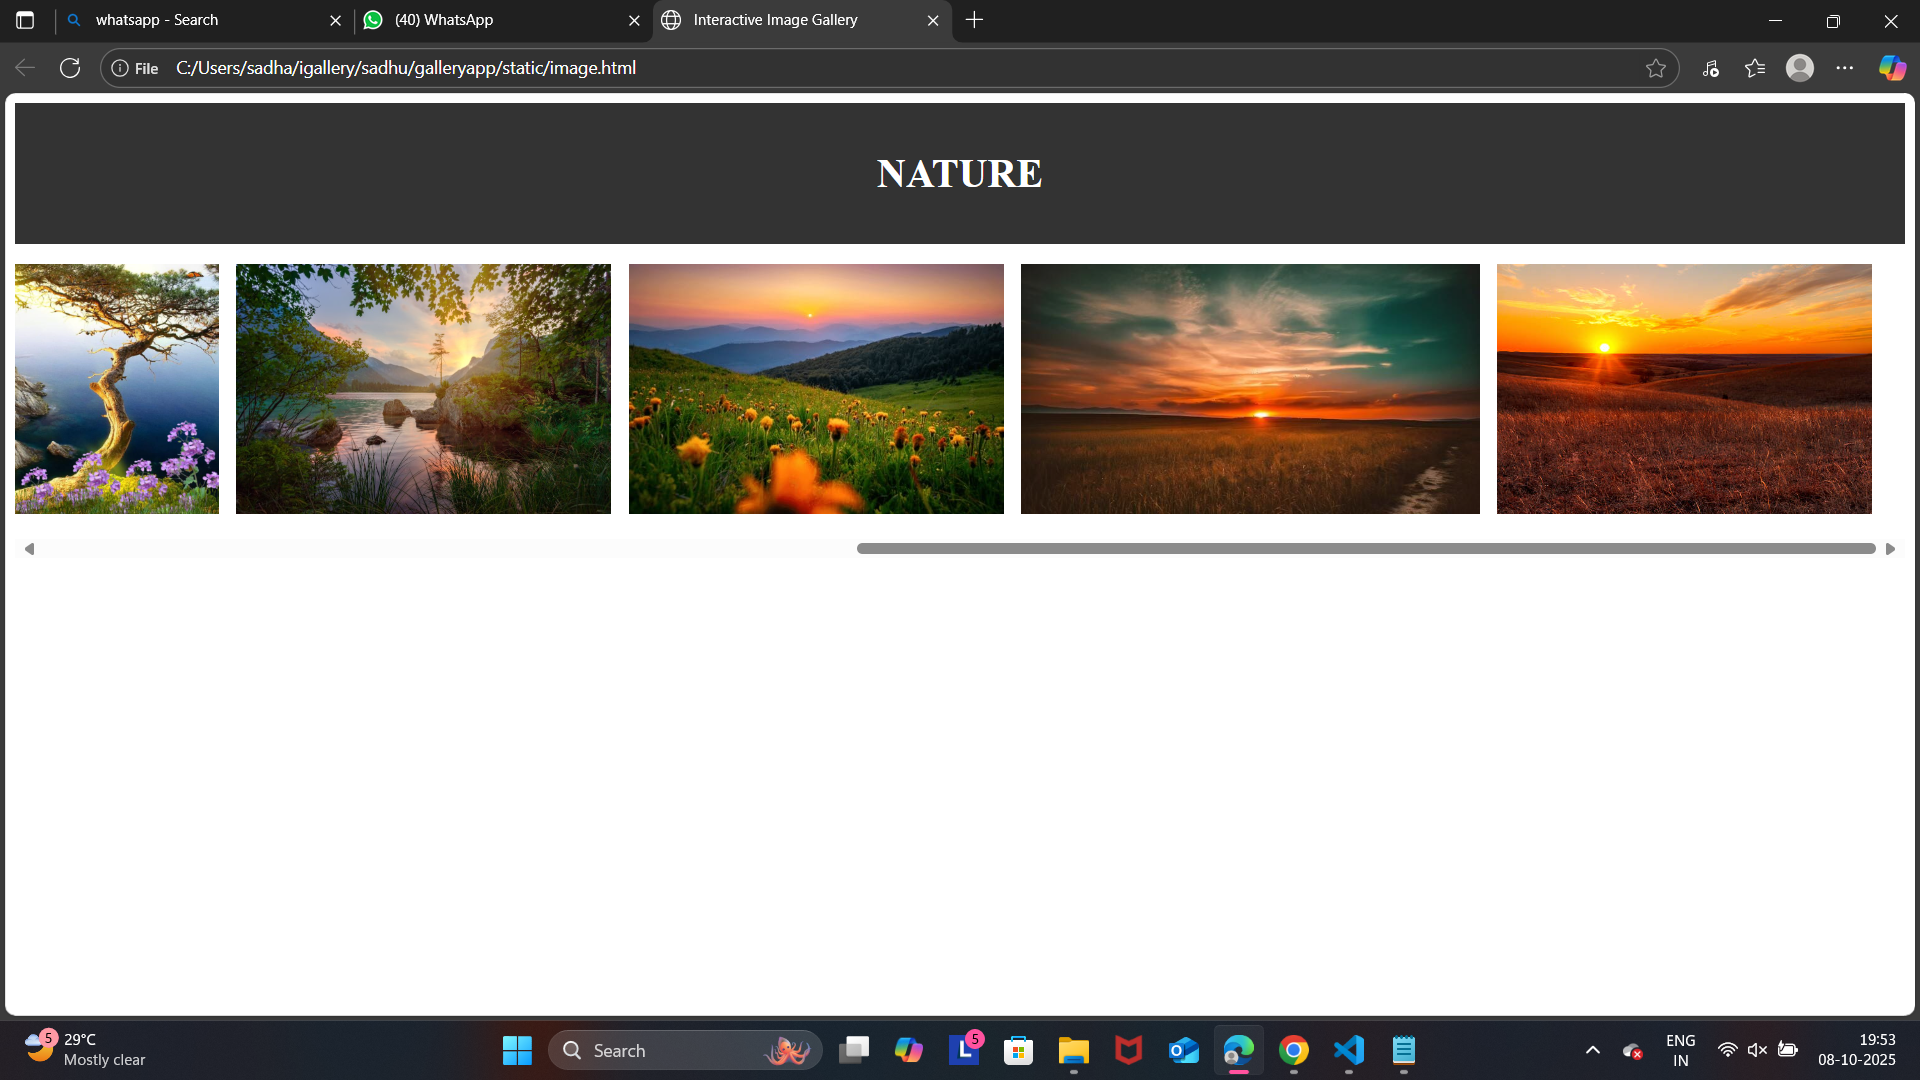 whatsapp - Search
(40) WhatsApp
Interactive Image Gallery
File
C:/Users/sadha/igallery/sadhu/galleryapp/static/image.html
NATURE
5
29°C
Mostly clear
Search
L
5
O
ENG
IN
19:53
08-10-2025